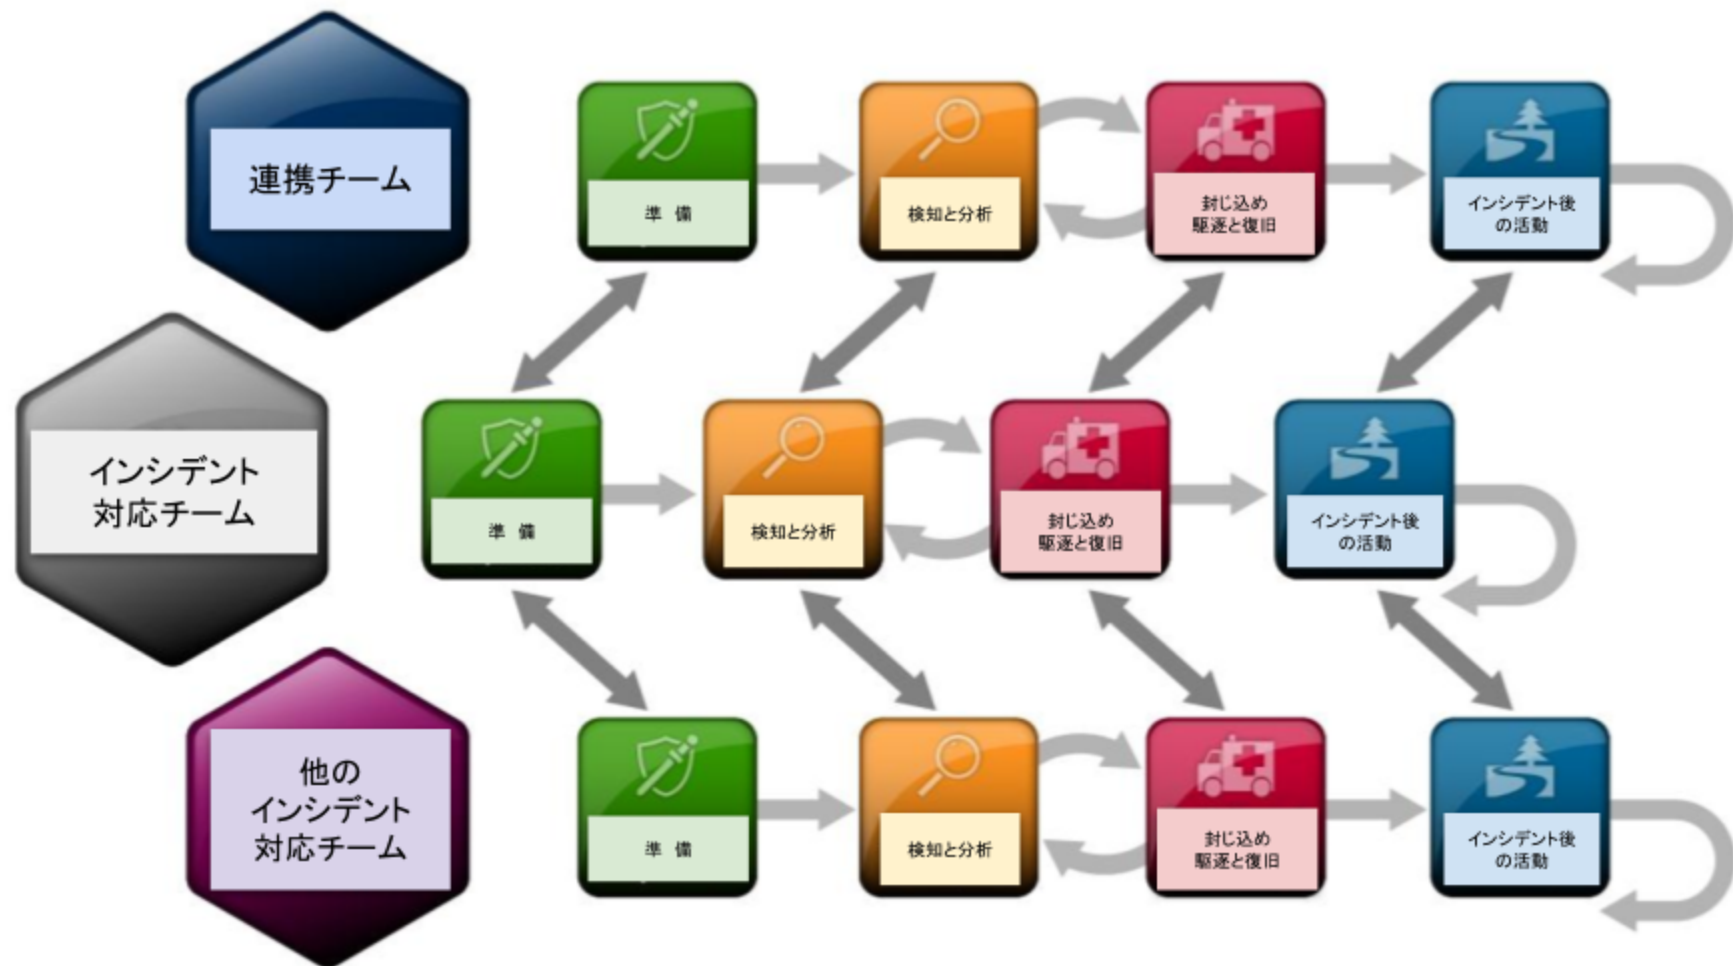 連携チーム
準 備
検知と分析
封じ込め
駆逐と復旧
インシデント後
の活動
インシデント
対応チーム
準 備
検知と分析
封じ込め
駆逐と復旧
インシデント後
の活動
他の
インシデント
対応チーム
準 備
検知と分析
封じ込め
駆逐と復旧
インシデント後
の活動